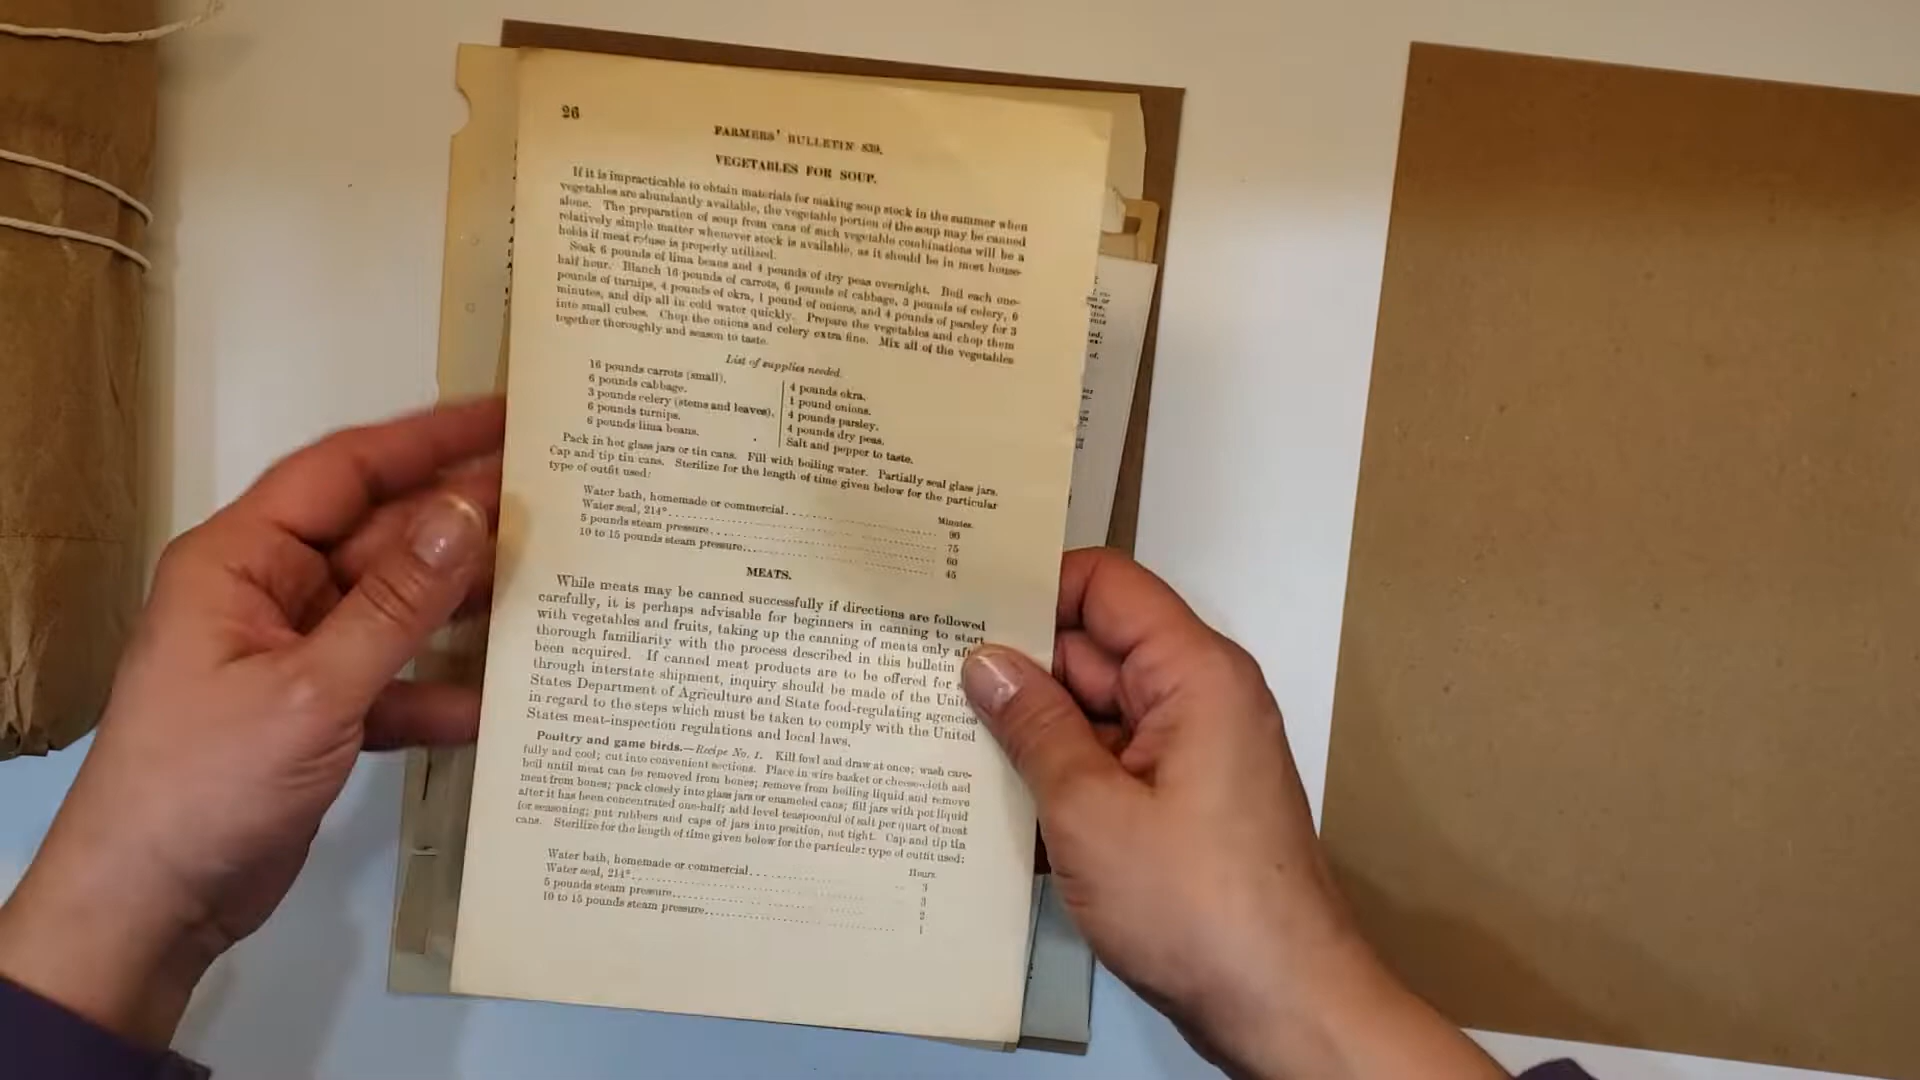 26
FARMERS' BULLETIN 839.
VEGETABLES FOR SOUP.
If it is impracticable to obtain materials for making soup stock in the summer when
vegetables are abundantly available, the vegetable portion of the soup may be canned
alone. The preparation of soup from cans of such vegetable combinations will be a
relatively simple matter whenever stock is available, as it should be in most house-
holds if meat refuse is properly utilized.
Soak 6 pounds of lima beans and 4 pounds of dry peas overnight. Boil each one-
half hour. Blanch 16 pounds of carrots, 6 pounds of cabbage, 3 pounds of celery, 6
pounds of turnips, 4 pounds of okra, 1 pound of onions, and 4 pounds of parsley for 3
minutes, and dip all in cold water quickly. Prepare the vegetables and chop them
into small cubes. Chop the onions and celery extra fine. Mix all of the vegetables
together thoroughly and season to taste.
List of supplies needed.
16 pounds carrots (small).
6 pounds cabbage.
3 pounds celery (stems and leaves).
6 pounds turnips.
6 pounds lima beans.
4 pounds okra.
1 pound onions.
4 pounds parsley.
4 pounds dry peas.
Salt and pepper to taste.
Pack in hot glass jars or tin cans. Fill with boiling water. Partially seal glass jars.
Cap and tip tin cans. Sterilize for the length of time given below for the particular
type of outfit used:
Minutes.
Water bath, homemade or commercial 90
Water seal, 214° 75
5 pounds steam pressure 60
10 to 15 pounds steam pressure 45
MEATS.
While meats may be canned successfully if directions are followed
carefully, it is perhaps advisable for beginners in canning to start
with vegetables and fruits, taking up the canning of meats only
thorough familiarity with the process described in this bulletin
been acquired. If canned meat products are to be offered for
through interstate shipment, inquiry should be made of the
States Department of Agriculture and State food-regulating agencies
in regard to the steps which must be taken to comply with the United
States meat-inspection regulations and local laws.
Poultry and game birds.—Recipe No. 1. Kill fowl and draw at once; wash care-
fully and cool; cut into convenient sections. Place in wire basket or cheese-cloth and
boil until meat can be removed from bones; remove from boiling liquid and remove
meat from bones; pack closely into glass jars or enameled cans; fill jars with pot liquid
after it has been concentrated one-half; add level teaspoonful of salt per quart of meat
for seasoning; put rubbers and caps of jars into position, not tight. Cap and tip tin
cans. Sterilize for the length of time given below for the particular type of outfit used:
Hours.
Water bath, homemade or commercial 3
Water seal, 214° 3
5 pounds steam pressure 2
10 to 15 pounds steam pressure 1